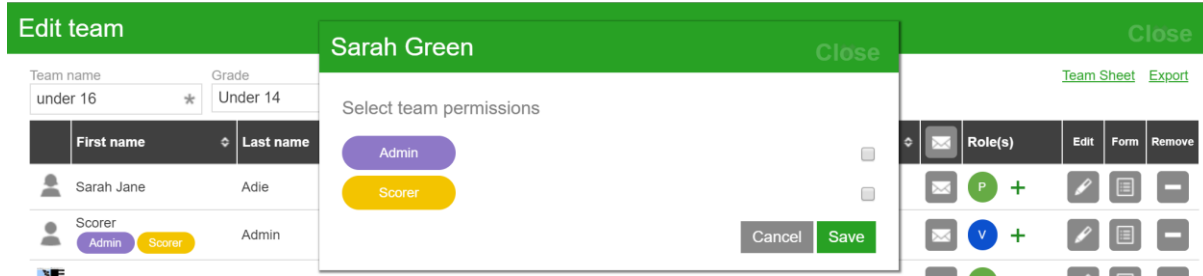 Edit team
Close
Sarah Green
Close
Team name
Grade
under 16 *
Under 14
Team Sheet Export
Select team permissions
Admin
Scorer
Cancel Save
First name Last name Role(s) Edit Form Remove
Sarah Jane Adie P +
Scorer
Admin Scorer
Admin V +